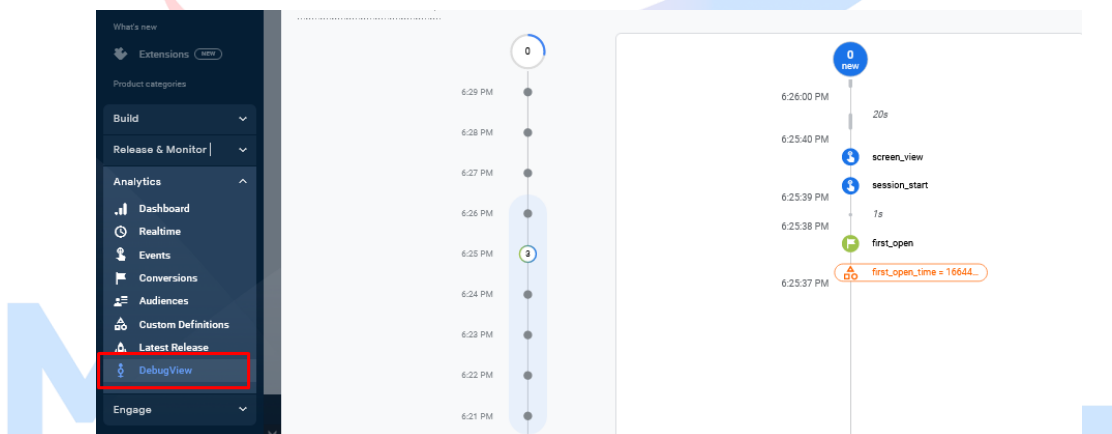 What's new
Extensions NEW
Product categories
Build
Release & Monitor
Analytics
Dashboard
Realtime
Events
Conversions
Audiences
Custom Definitions
Latest Release
DebugView
Engage
0
6:29 PM
6:28 PM
6:27 PM
6:26 PM
6:25 PM
3
6:24 PM
6:23 PM
6:22 PM
6:21 PM
0
new
6:26:00 PM
20s
6:25:40 PM
screen_view
session_start
6:25:39 PM
1s
6:25:38 PM
first_open
first_open_time = 16644...
6:25:37 PM